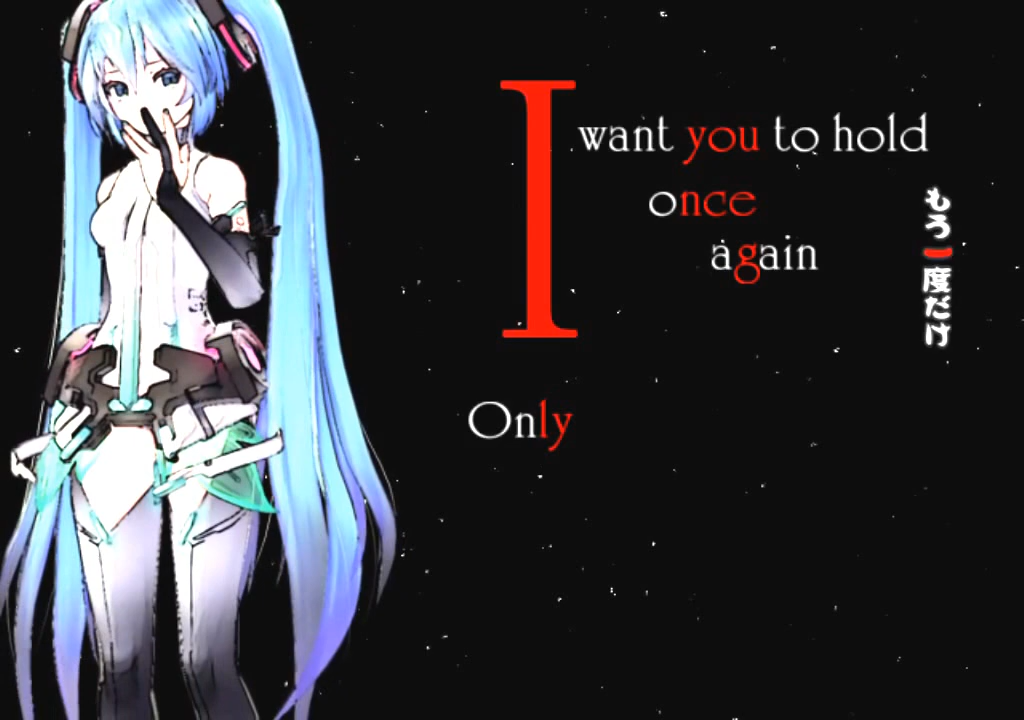 I want you to hold
once
again
もう一度だけ
Only